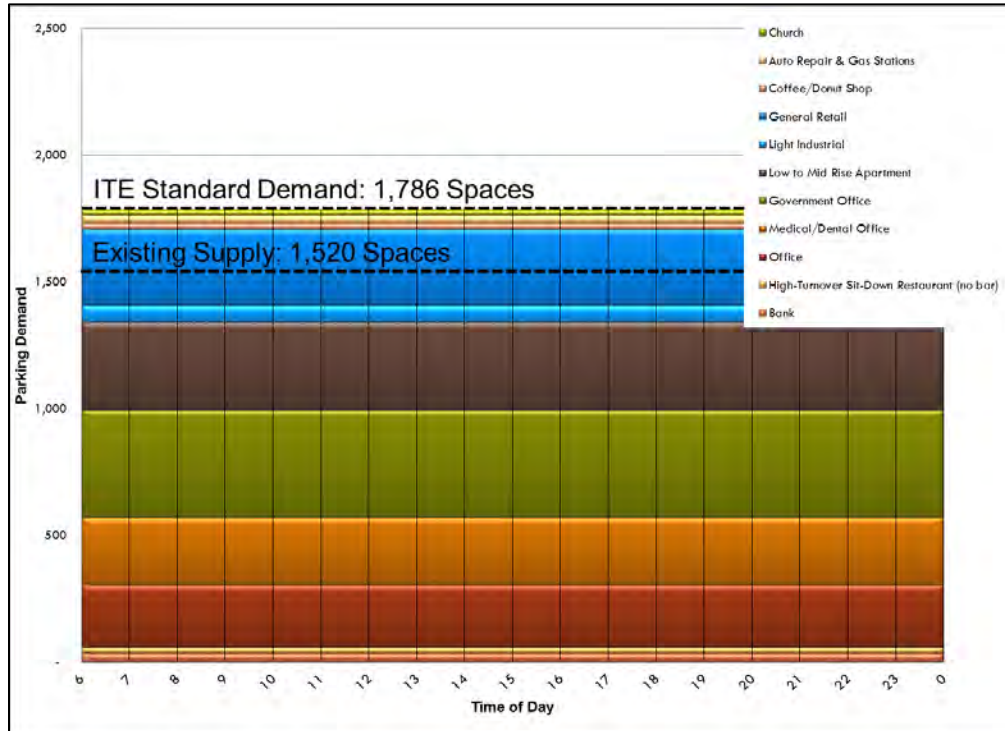 2,500
2,000
1,500
1,000
500
-
Parking Demand
ITE Standard Demand: 1,786 Spaces
Existing Supply: 1,520 Spaces
Church
Auto Repair & Gas Stations
Coffee/Donut Shop
General Retail
Light Industrial
Low to Mid Rise Apartment
Government Office
Medical/Dental Office
Office
High-Turnover Sit-Down Restaurant (no bar)
Bank
6 7 8 9 10 11 12 13 14 15 16 17 18 19 20 21 22 23 0
Time of Day